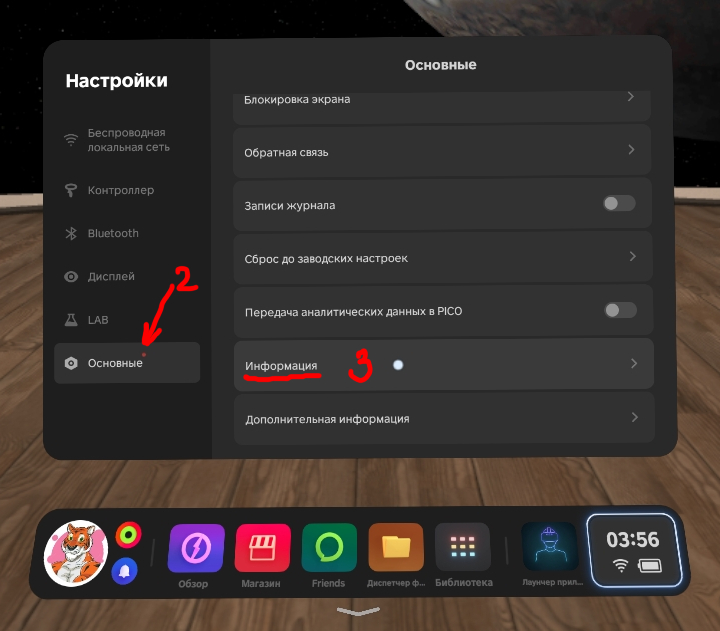 Настройки
Основные
Беспроводная
локальная сеть
Контроллер
Bluetooth
Дисплей
LAB
Основные
Блокировка экрана
Обратная связь
Записи журнала
Сброс до заводских настроек
Передача аналитических данных в PICO
Информация
Дополнительная информация
2
3
Обзор
Магазин
Friends
Диспетчер ф...
Библиотека
Лаунчер прил...
03:56